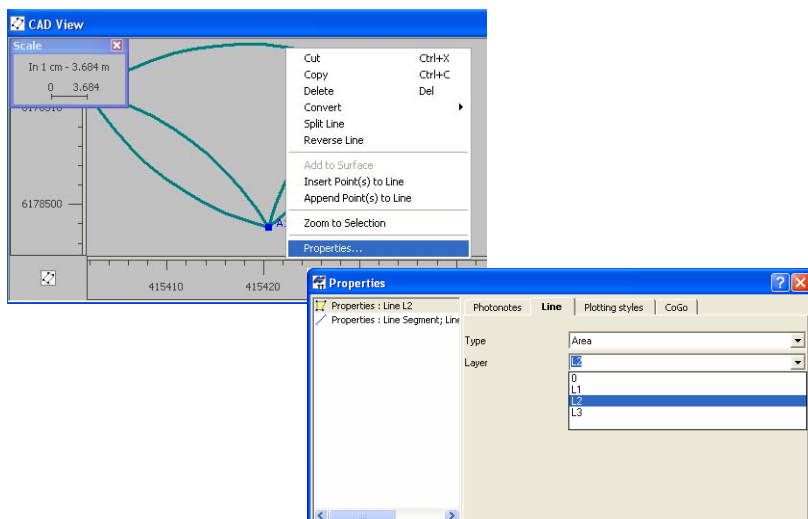 CAD View
Scale
In 1 cm - 3.684 m
0 3.684
6178510
6178500
415410 415420
Cut Ctrl+X
Copy Ctrl+C
Delete Del
Convert
Split Line
Reverse Line
Add to Surface
Insert Point(s) to Line
Append Point(s) to Line
Zoom to Selection
Properties...
Properties
Properties : Line L2
Properties : Line Segment; Line
Photonotes Line Plotting styles CoGo
Type Area
Layer L2
0
L1
L2
L3